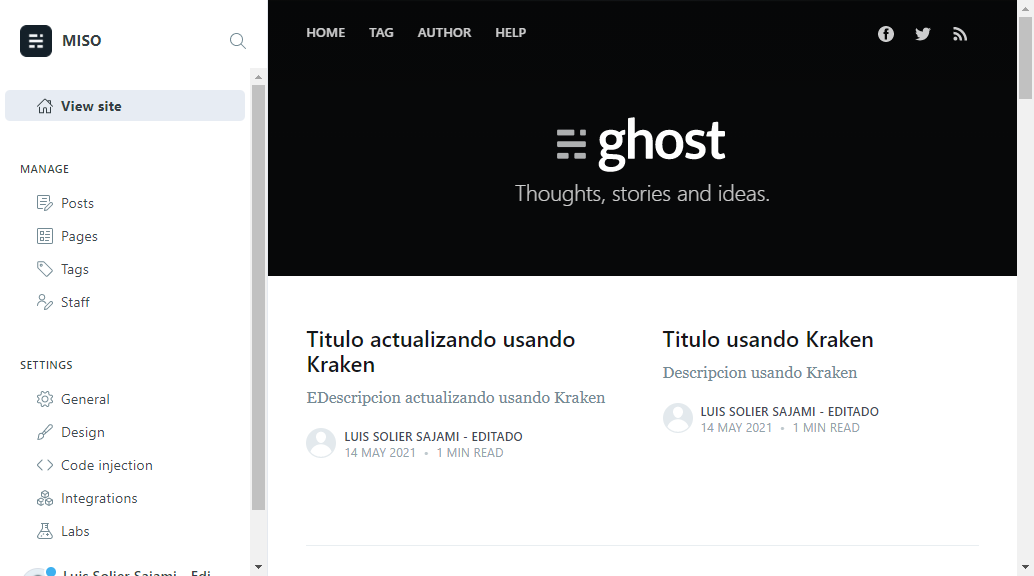 MISO
View site
MANAGE
Posts
Pages
Tags
Staff
SETTINGS
General
Design
Code injection
Integrations
Labs
Luis Solier Sajami - Edi
HOME TAG AUTHOR HELP
ghost
Thoughts, stories and ideas.
Titulo actualizando usando
Kraken
EDescripcion actualizando usando Kraken
LUIS SOLIER SAJAMI - EDITADO
14 MAY 2021 • 1 MIN READ
Titulo usando Kraken
Descripcion usando Kraken
LUIS SOLIER SAJAMI - EDITADO
14 MAY 2021 • 1 MIN READ